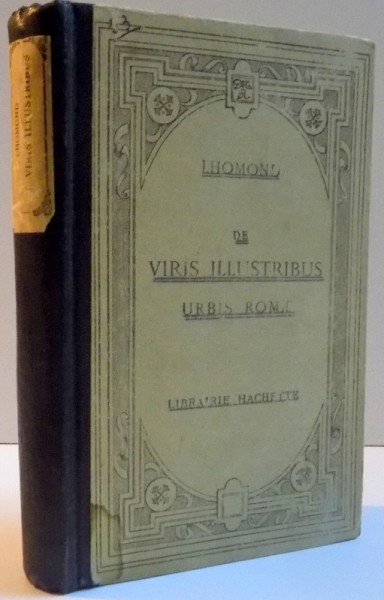 LHOMOND
VIRIS ILLUSTRIBUS
LHOMOND
DE
VIRIS ILLUSTRIBUS
URBIS ROMÆ
LIBRAIRIE HACHETTE